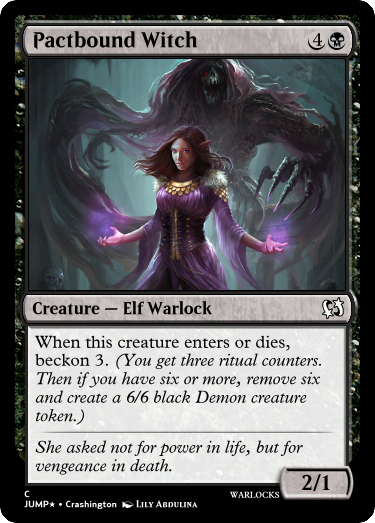 Pactbound Witch 4
Creature — Elf Warlock
When this creature enters or dies,
beckon 3. (You get three ritual counters.
Then if you have six or more, remove six
and create a 6/6 black Demon creature
token.)
She asked not for power in life, but for
vengeance in death.
2/1
C
JUMP★ • Crashington Lily Abdulina
WARLOCKS